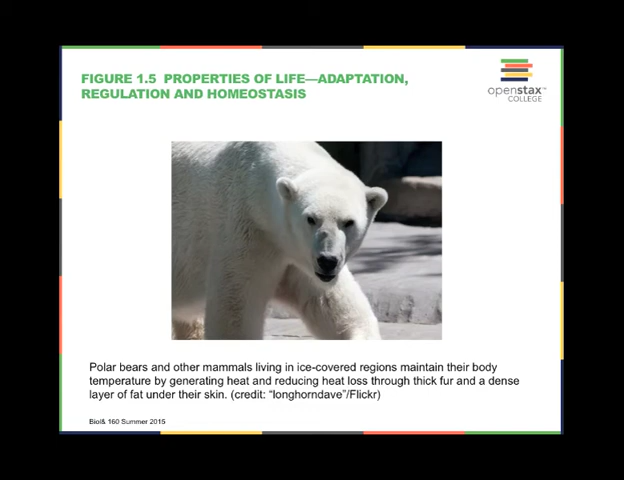 FIGURE 1.5 PROPERTIES OF LIFE—ADAPTATION,
REGULATION AND HOMEOSTASIS
openstax™
COLLEGE
Polar bears and other mammals living in ice-covered regions maintain their body
temperature by generating heat and reducing heat loss through thick fur and a dense
layer of fat under their skin. (credit: “longhorndave”/Flickr)
Biol& 160 Summer 2015